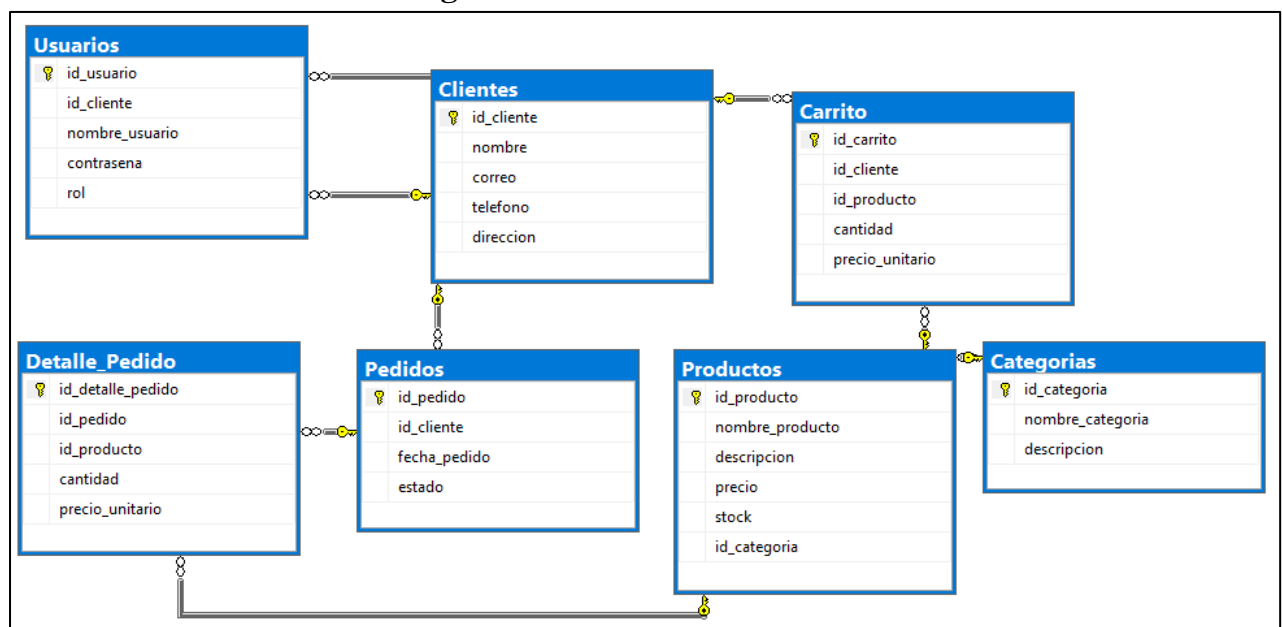 Usuarios
id_usuario
id_cliente
nombre_usuario
contrasena
rol
Clientes
id_cliente
nombre
correo
telefono
direccion
Carrito
id_carrito
id_cliente
id_producto
cantidad
precio_unitario
Detalle_Pedido
id_detalle_pedido
id_pedido
id_producto
cantidad
precio_unitario
Pedidos
id_pedido
id_cliente
fecha_pedido
estado
Productos
id_producto
nombre_producto
descripcion
precio
stock
id_categoria
Categorias
id_categoria
nombre_categoria
descripcion